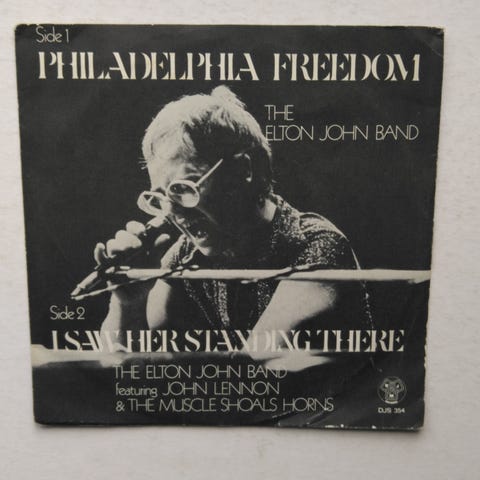 Side 1
PHILADELPHIA FREEDOM
THE
ELTON JOHN BAND
Side 2
I SAW HER STANDING THERE
THE ELTON JOHN BAND
featuring JOHN LENNON
& THE MUSCLE SHOALS HORNS
DJS 354